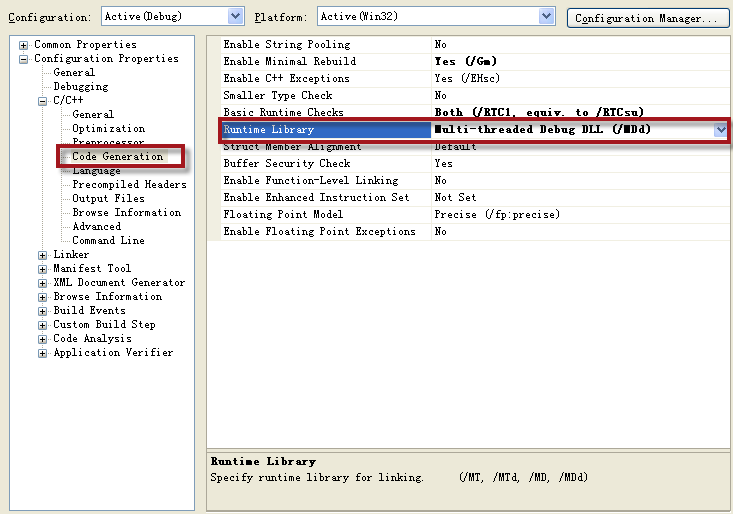 Configuration: Active(Debug) Platform: Active(Win32) Configuration Manager...
Common Properties
Configuration Properties
General
Debugging
C/C++
General
Optimization
Preprocessor
Code Generation
Language
Precompiled Headers
Output Files
Browse Information
Advanced
Command Line
Linker
Manifest Tool
XML Document Generator
Browse Information
Build Events
Custom Build Step
Code Analysis
Application Verifier
Enable String Pooling No
Enable Minimal Rebuild Yes (/Gm)
Enable C++ Exceptions Yes (/EHsc)
Smaller Type Check No
Basic Runtime Checks Both (/RTC1, equiv. to /RTCsu)
Runtime Library Multi-threaded Debug DLL (/MDd)
Struct Member Alignment Default
Buffer Security Check Yes
Enable Function-Level Linking No
Enable Enhanced Instruction Set Not Set
Floating Point Model Precise (/fp:precise)
Enable Floating Point Exceptions No
Runtime Library
Specify runtime library for linking. (/MT, /MTd, /MD, /MDd)